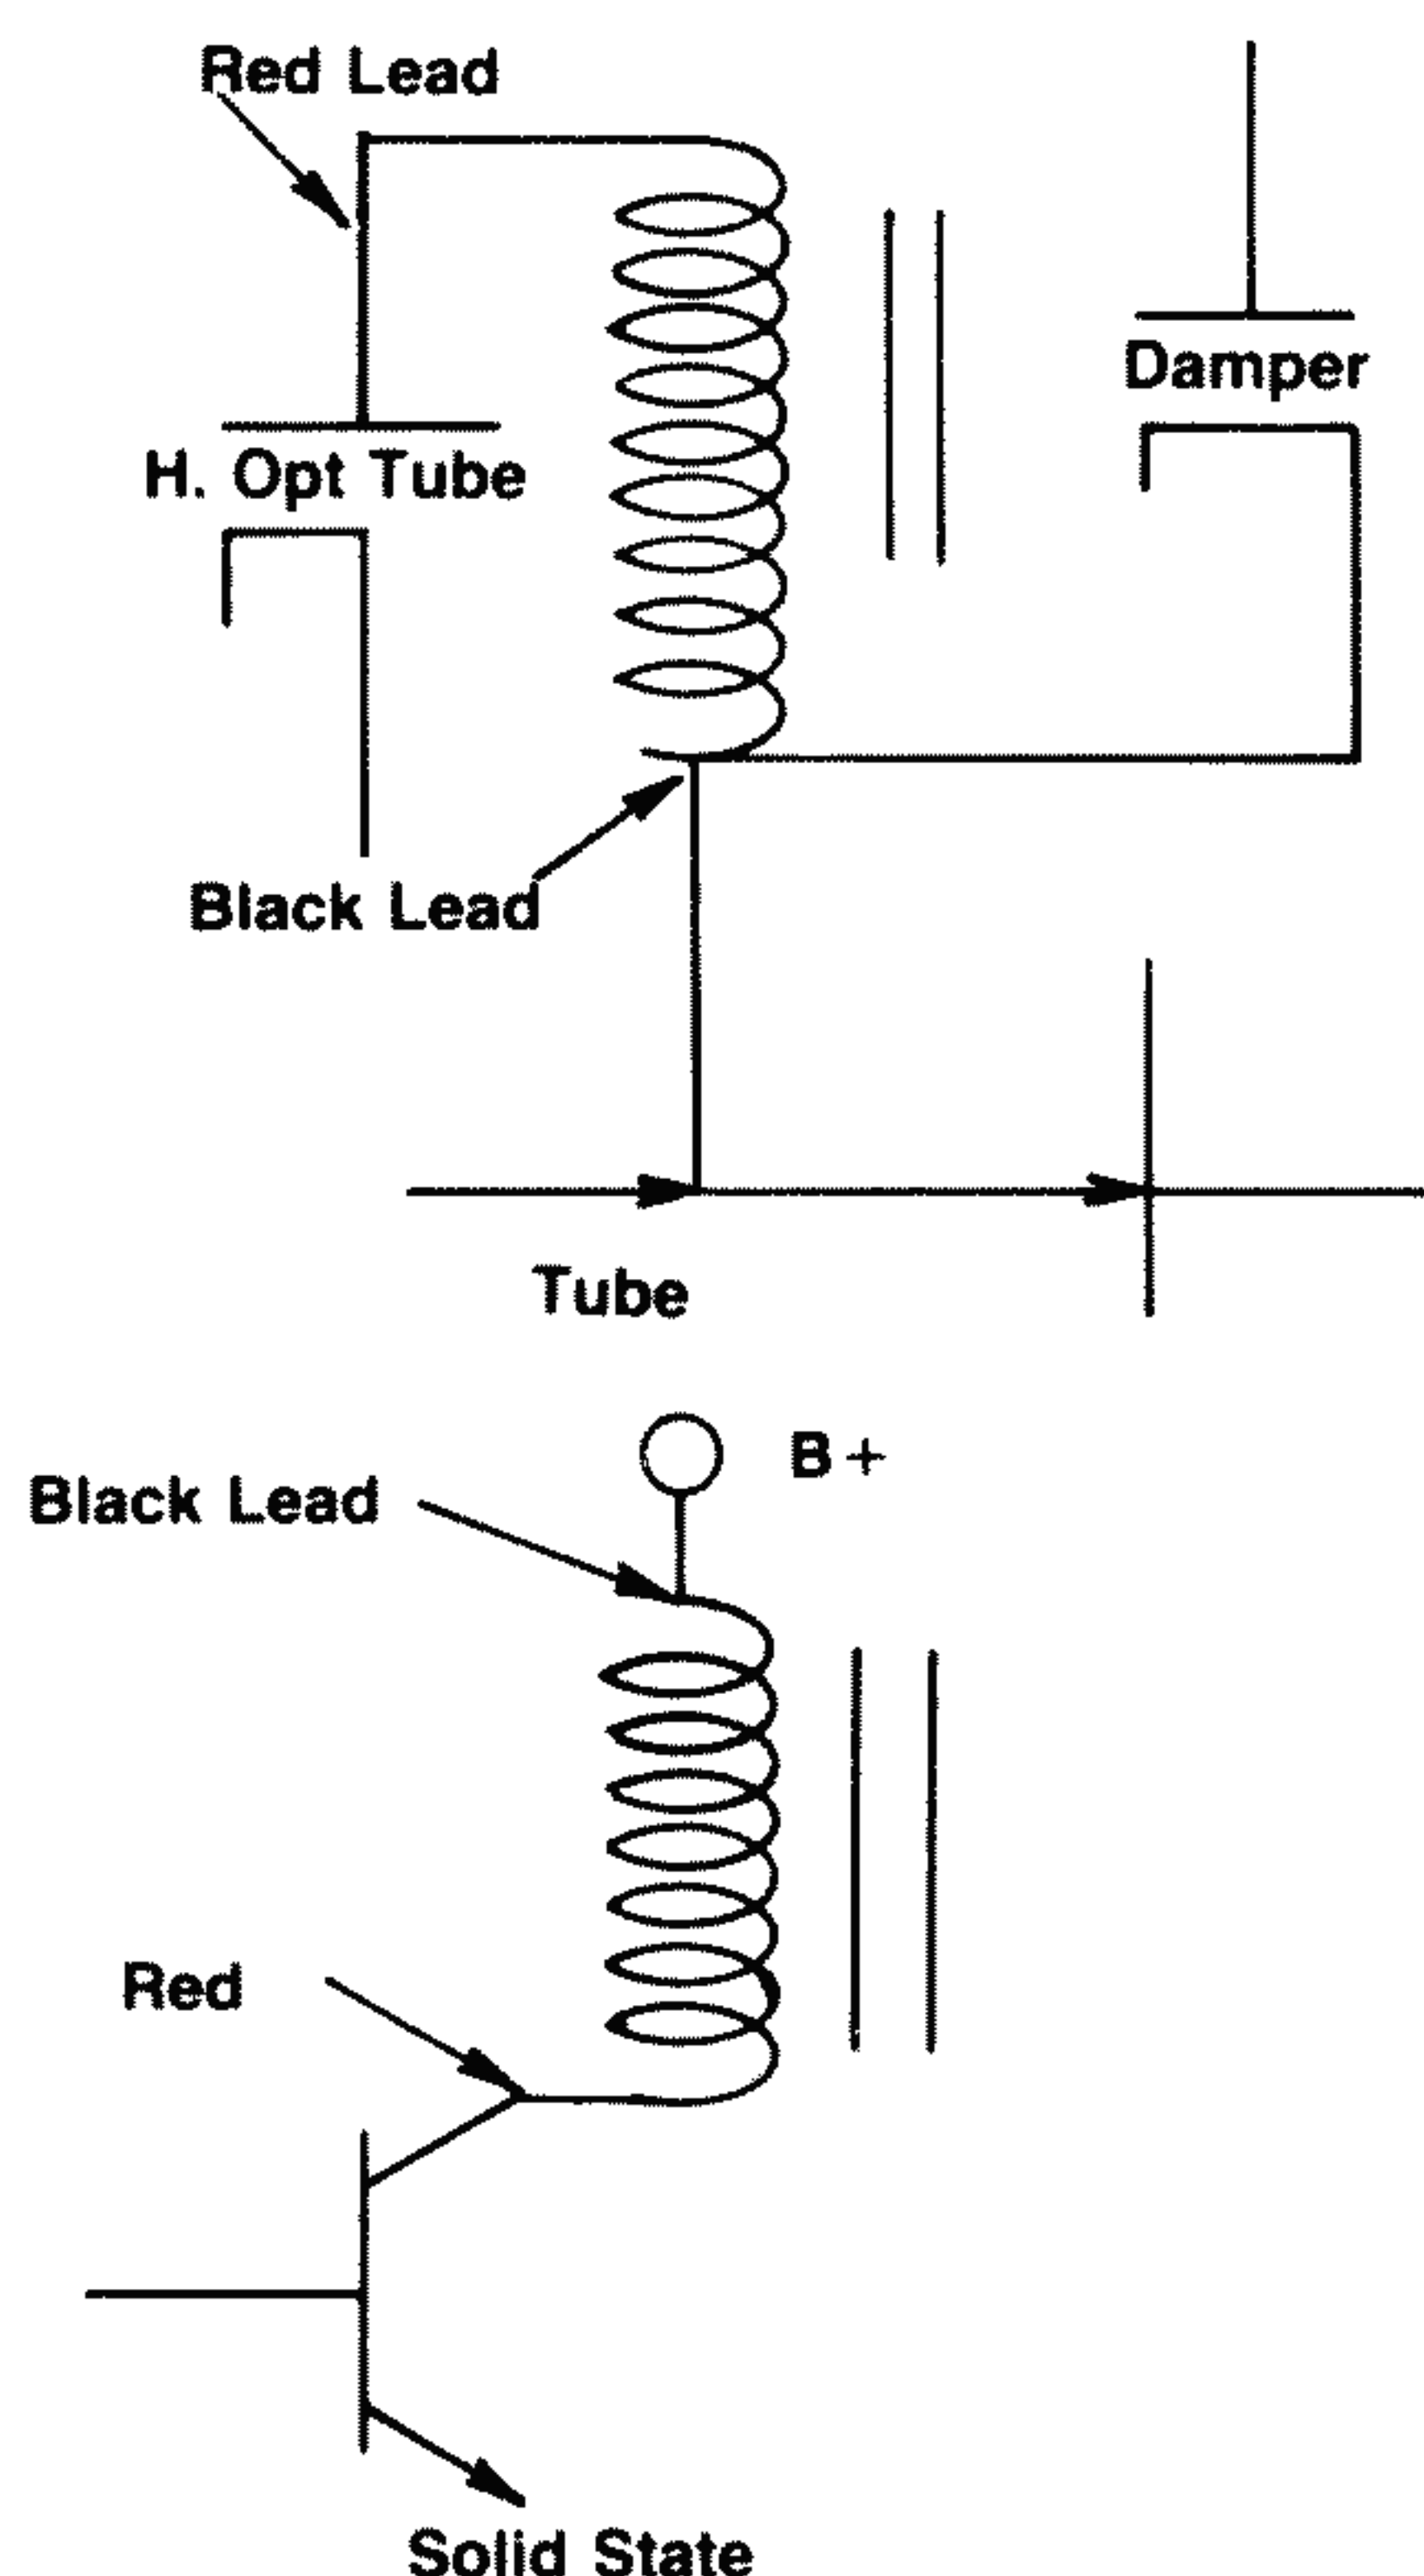 Red Lead
Damper
H. Opt Tube
Black Lead
Tube
B +
Black Lead
Red
Solid State